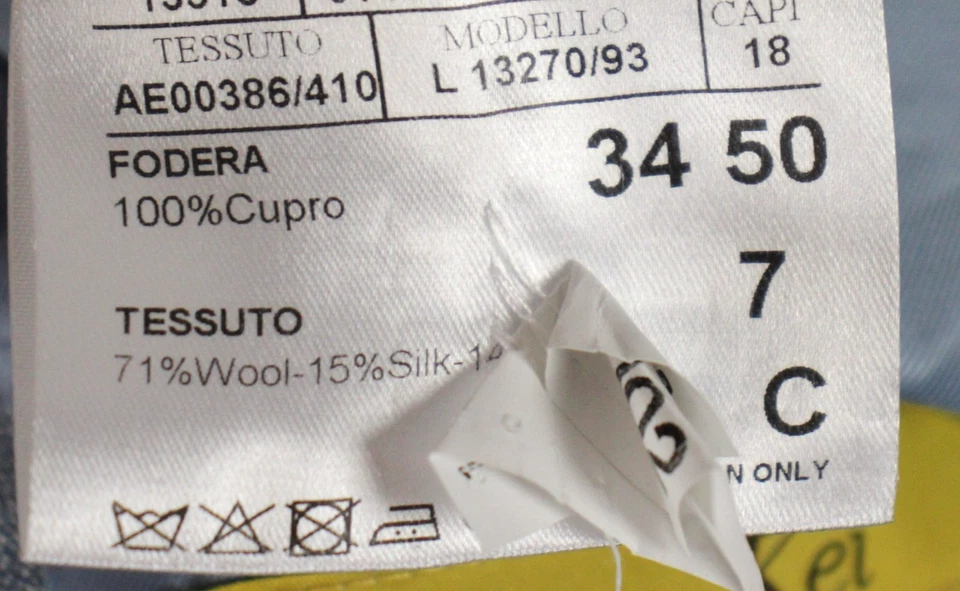 TESSUTO MODELLO CAPI
AE00386/410 L 13270/93 18
FODERA 34 50
100%Cupro
7
TESSUTO
71%Wool-15%Silk-14
C
ONLY
Kel